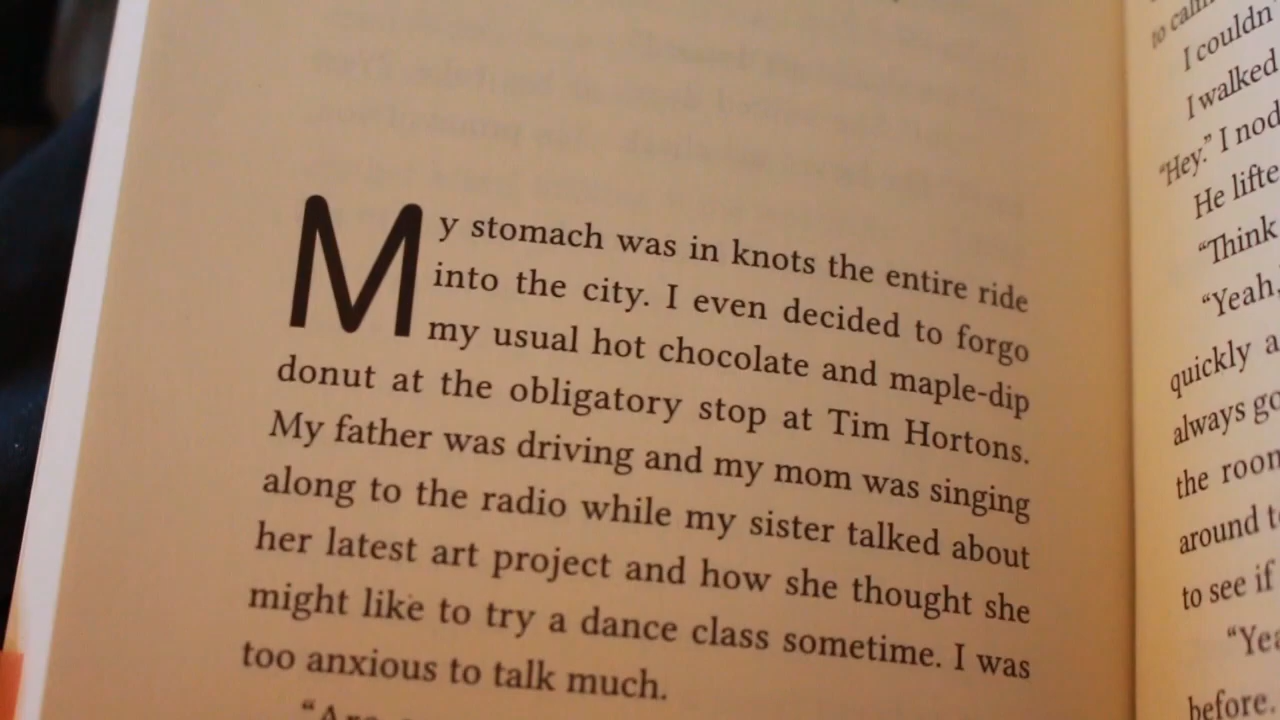 My stomach was in knots the entire ride
into the city. I even decided to forgo
my usual hot chocolate and maple-dip
donut at the obligatory stop at Tim Hortons.
My father was driving and my mom was singing
along to the radio while my sister talked about
her latest art project and how she thought she
might like to try a dance class sometime. I was
too anxious to talk much.
to calm
I couldn'
I walked
"Hey." I nod
He lifte
"Think
"Yeah,
quickly a
always go
the room
around to
to see if
"Yea
before.